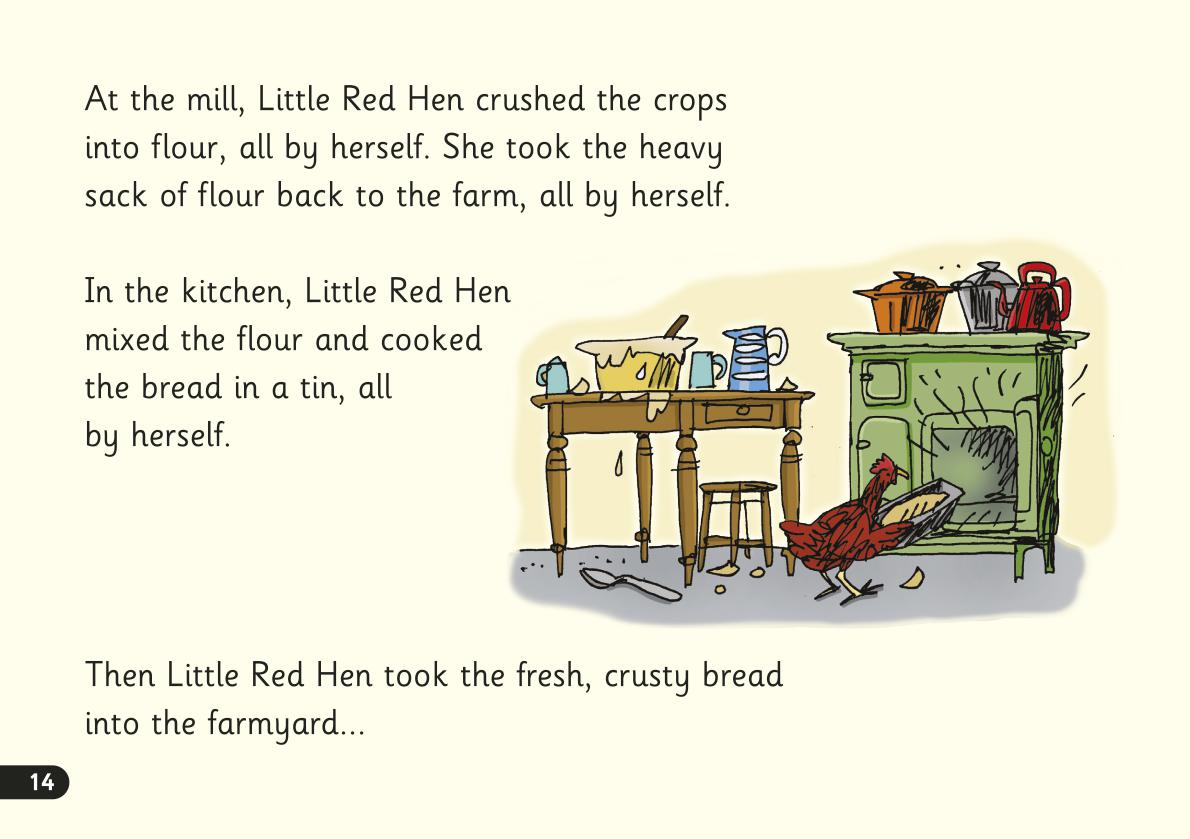 At the mill, Little Red Hen crushed the crops
into flour, all by herself. She took the heavy
sack of flour back to the farm, all by herself.
In the kitchen, Little Red Hen
mixed the flour and cooked
the bread in a tin, all
by herself.
Then Little Red Hen took the fresh, crusty bread
into the farmyard...
14